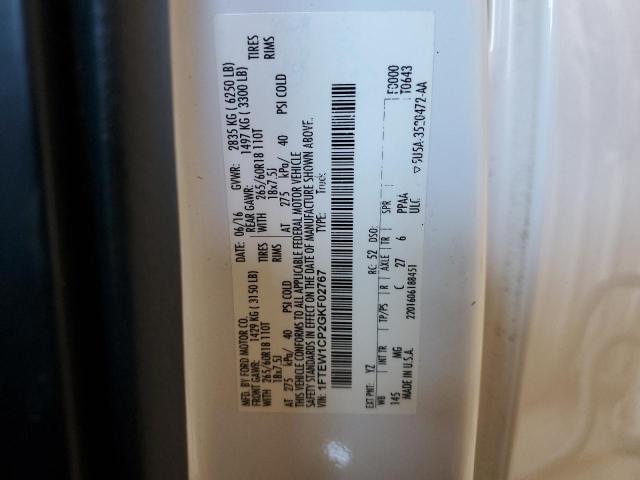 MFD. BY FORD MOTOR CO. DATE: 06/16 GVWR: 2835 KG ( 6250 LB)
FRONT GAWR: 1429 KG ( 3150 LB) REAR GAWR: 1497 KG ( 3300 LB)
WITH 265/60R18 110T TIRES WITH 265/60R18 110T TIRES
18x7.5J RIMS 18x7.5J RIMS
AT 275 kPa/ 40 PSI COLD AT 275 kPa/ 40 PSI COLD
THIS VEHICLE CONFORMS TO ALL APPLICABLE FEDERAL MOTOR VEHICLE
SAFETY STANDARDS IN EFFECT ON THE DATE OF MANUFACTURE SHOWN ABOVE.
VIN: 1FTEW1CP2GKF02767 TYPE: Truck
F0000
T0643
EXT PNT: YZ RC: 52 DSO:
WB INT TR TP/PS R AXLE TR SPR
145 MG C 27 6 PPAA
MADE IN U.S.A. ULC
2201606188451
5U5A-3520472-AA